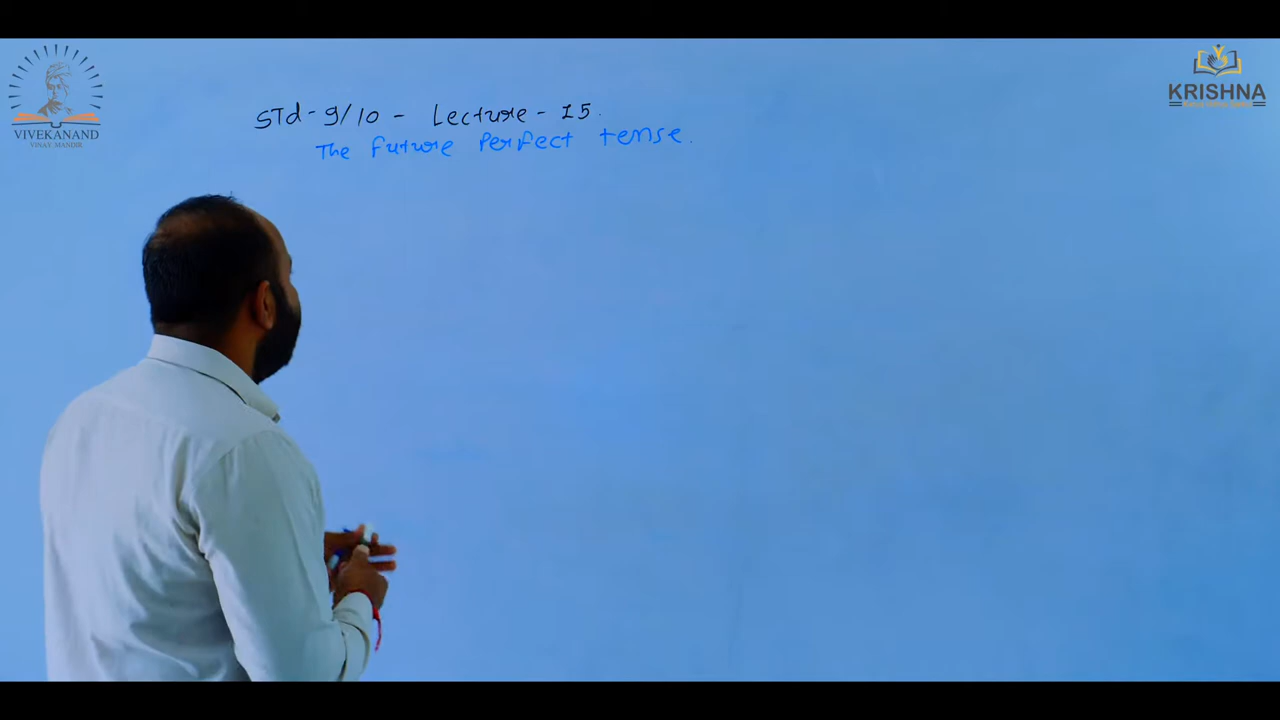 STd-9/10 - Lecture - 15.
The Future Perfect tense.
VIVEKANAND
VINAY MANDIR
KRISHNA